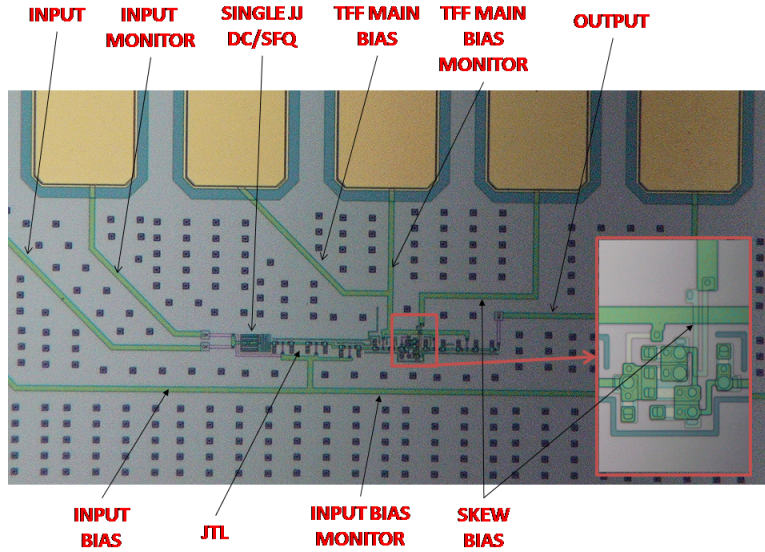 INPUT
INPUT
MONITOR
SINGLE JJ
DC/SFQ
TFF MAIN
BIAS
TFF MAIN
BIAS
MONITOR
OUTPUT
INPUT
BIAS
JTL
INPUT BIAS
MONITOR
SKEW
BIAS